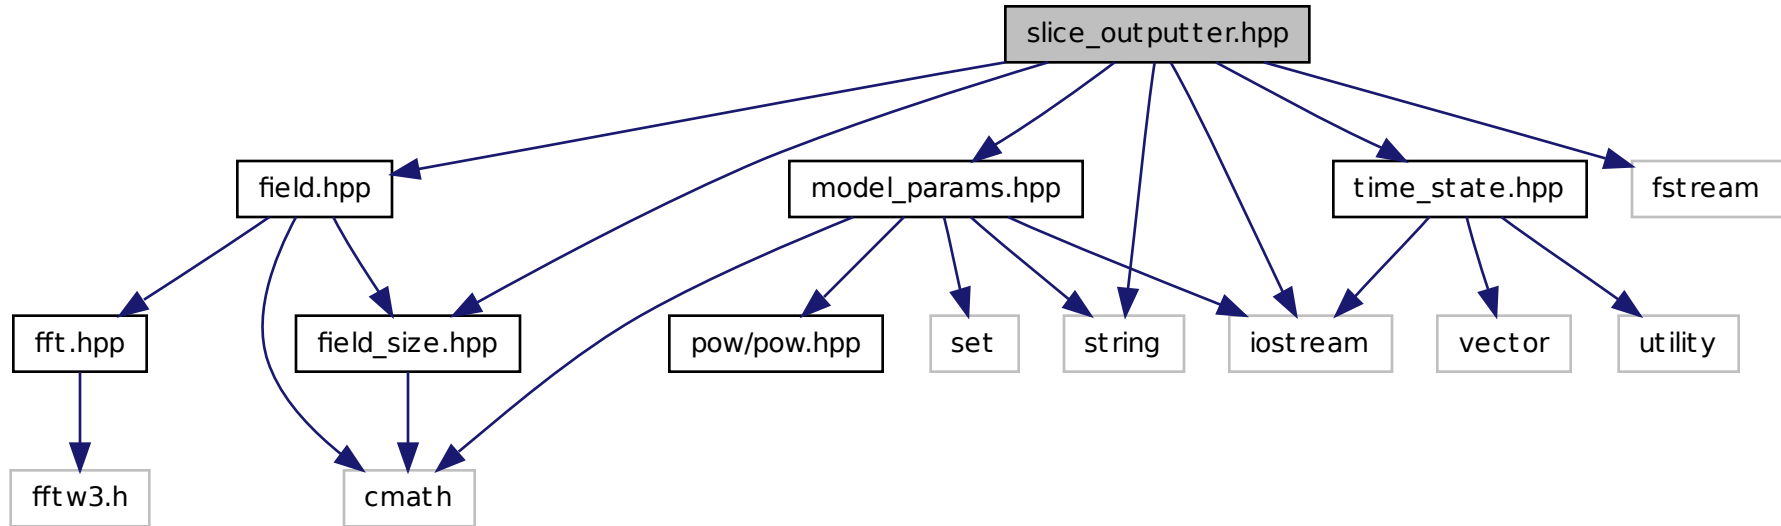 slice_outputter.hpp
field.hpp
model_params.hpp
time_state.hpp
fstream
fft.hpp
field_size.hpp
pow/pow.hpp
set
string
iostream
vector
utility
fftw3.h
cmath